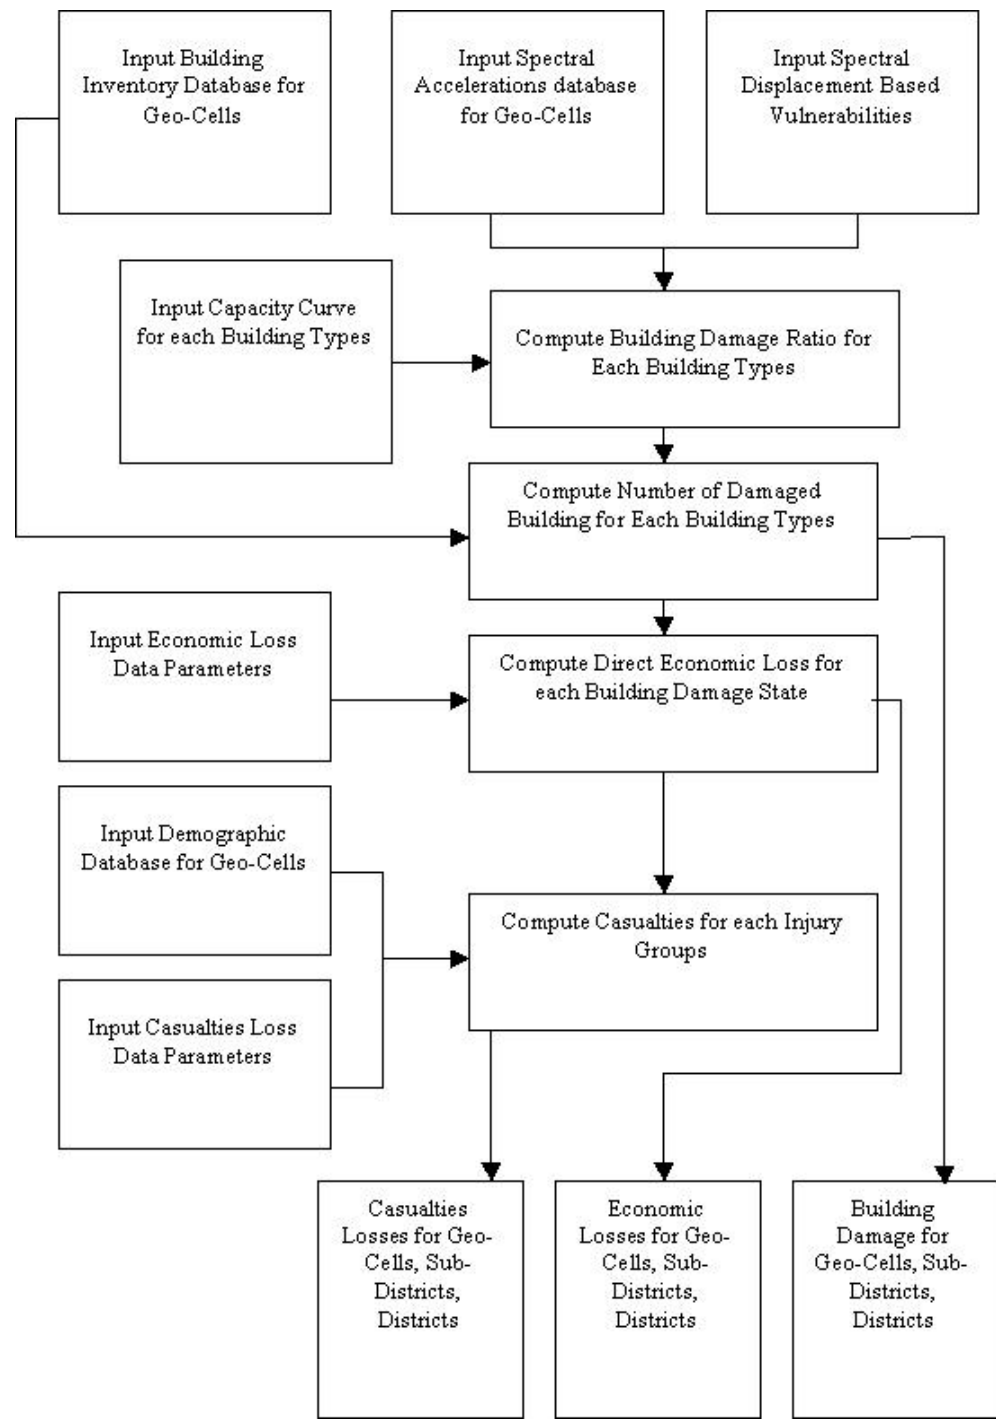 Input Building
Inventory Database for
Geo-Cells
Input Spectral
Accelerations database
for Geo-Cells
Input Spectral
Displacement Based
Vulnerabilities
Input Capacity Curve
for each Building Types
Compute Building Damage Ratio for
Each Building Types
Compute Number of Damaged
Building for Each Building Types
Input Economic Loss
Data Parameters
Compute Direct Economic Loss for
each Building Damage State
Input Demographic
Database for Geo-Cells
Compute Casualties for each Injury
Groups
Input Casualties Loss
Data Parameters
Casualties
Losses for Geo-
Cells, Sub-
Districts,
Districts
Economic
Losses for Geo-
Cells, Sub-
Districts,
Districts
Building
Damage for
Geo-Cells, Sub-
Districts,
Districts